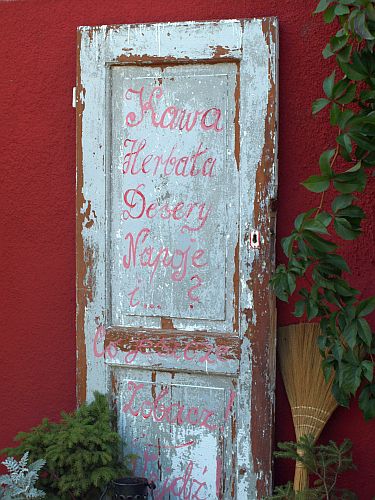 Kawa
Herbata
Desery
Napoje
i... ?
Co jeszcze
Zobacz!